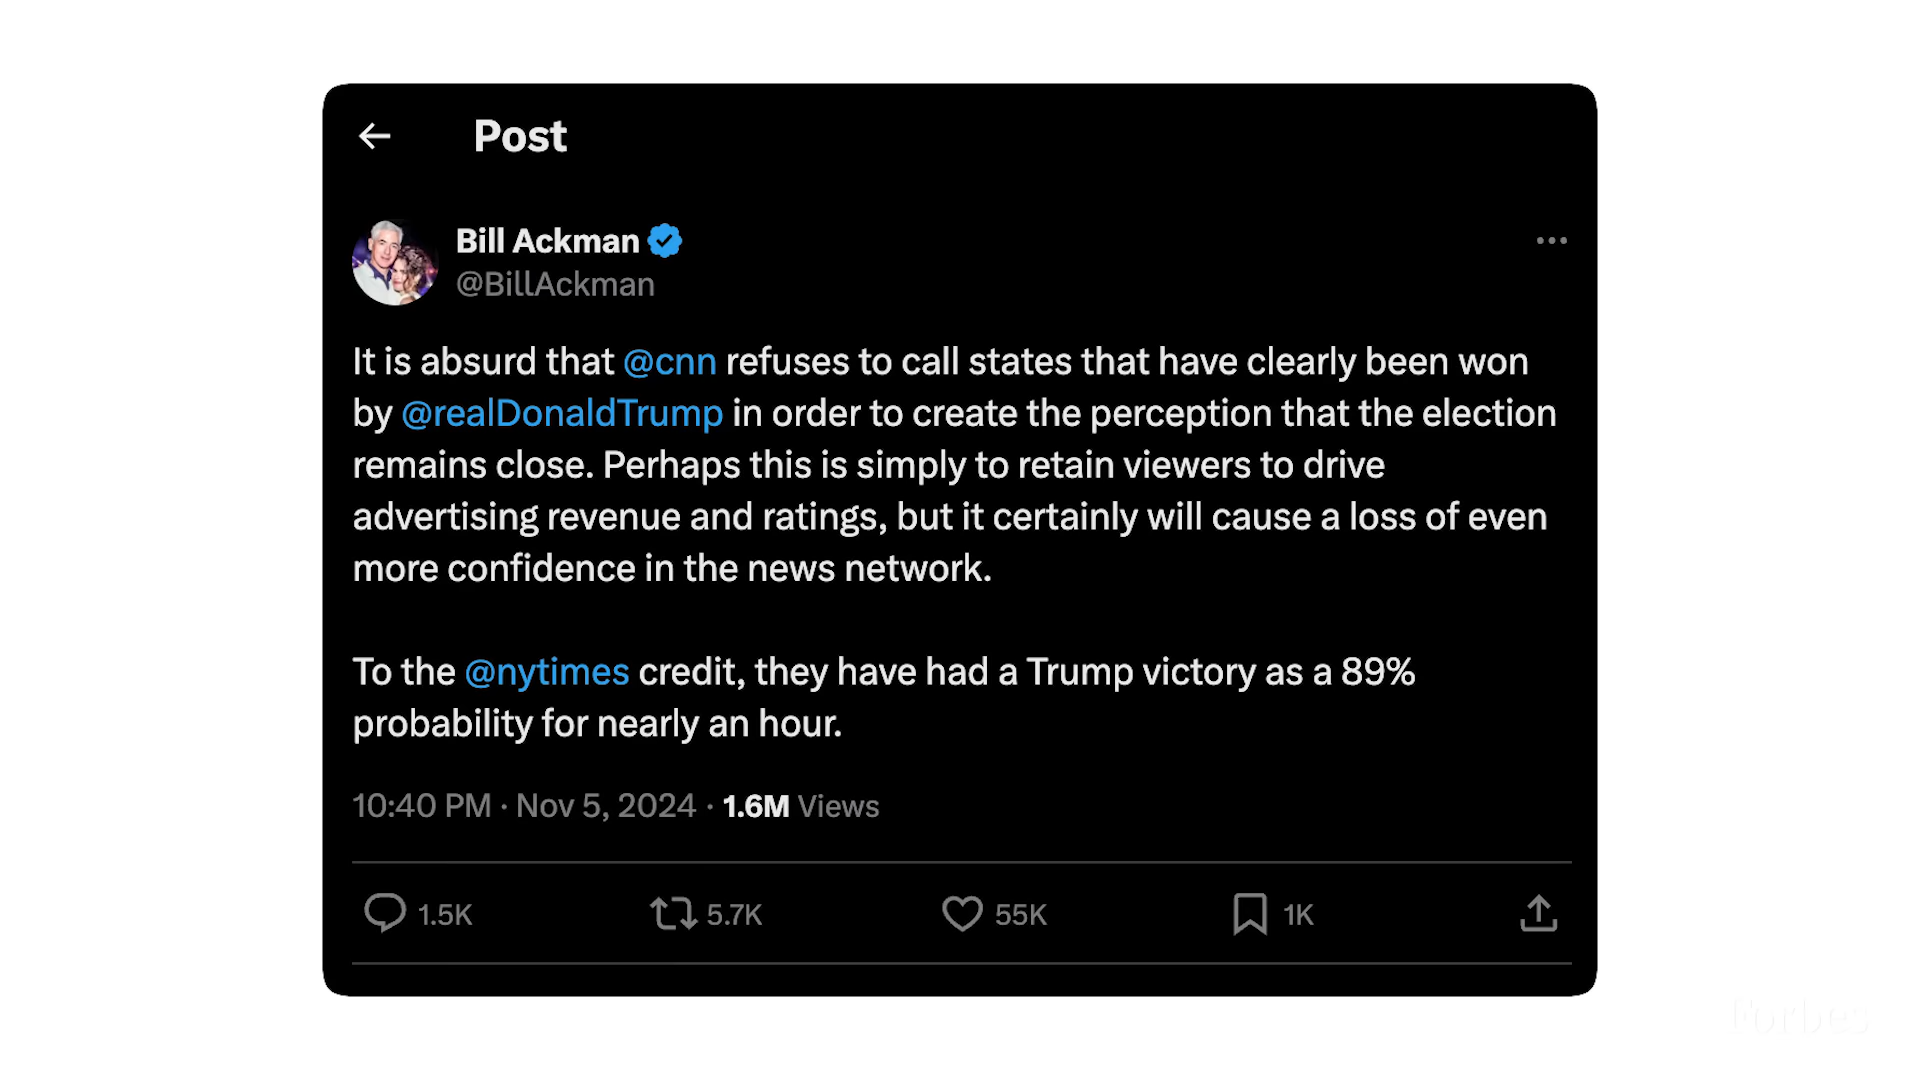 Post
Bill Ackman
@BillAckman
It is absurd that @cnn refuses to call states that have clearly been won
by @realDonaldTrump in order to create the perception that the election
remains close. Perhaps this is simply to retain viewers to drive
advertising revenue and ratings, but it certainly will cause a loss of even
more confidence in the news network.
To the @nytimes credit, they have had a Trump victory as a 89%
probability for nearly an hour.
10:40 PM · Nov 5, 2024 · 1.6M Views
1.5K 5.7K 55K 1K
Forbes